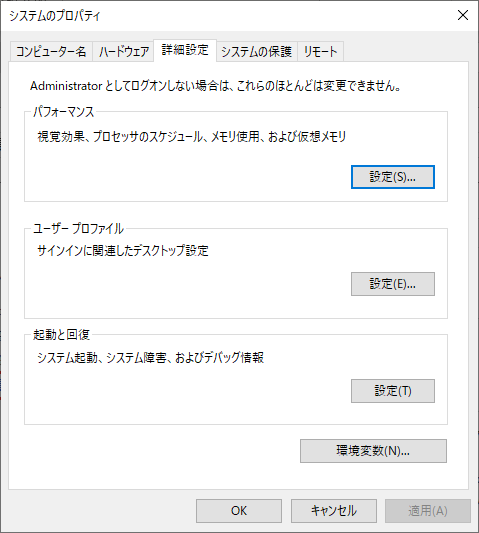 システムのプロパティ
コンピューター名 ハードウェア 詳細設定 システムの保護 リモート
Administrator としてログオンしない場合は、これらのほとんどは変更できません。
パフォーマンス
視覚効果、プロセッサのスケジュール、メモリ使用、および仮想メモリ
設定(S)...
ユーザー プロファイル
サインインに関連したデスクトップ設定
設定(E)...
起動と回復
システム起動、システム障害、およびデバッグ情報
設定(T)
環境変数(N)...
OK キャンセル 適用(A)